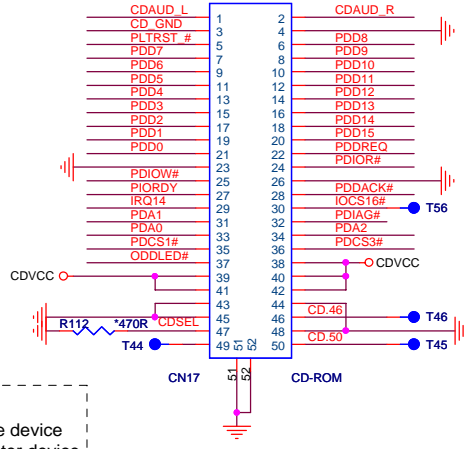 CDAUD_L 1 2 CDAUD_R
CD_GND 3 4
PLTRST_# 5 6 PDD8
PDD7 7 8 PDD9
PDD6 9 10 PDD10
PDD5 11 12 PDD11
PDD4 13 14 PDD12
PDD3 15 16 PDD13
PDD2 17 18 PDD14
PDD1 19 20 PDD15
PDD0 21 22 PDDREQ
23 24 PDIOR#
PDIOW# 25 26
PIORDY 27 28 PDDACK#
IRQ14 29 30 IOCS16# T56
PDA1 31 32 PDIAG#
PDA0 33 34 PDA2
PDCS1# 35 36 PDCS3#
ODDLED# 37 38 CDVCC
CDVCC 39 40
41 42
43 44
45 46 CD.46 T46
R112 *470R CDSEL 47 48
T44 49 50 CD.50 T45
51 52
CN17 51 52 CD-ROM
e device
ter device